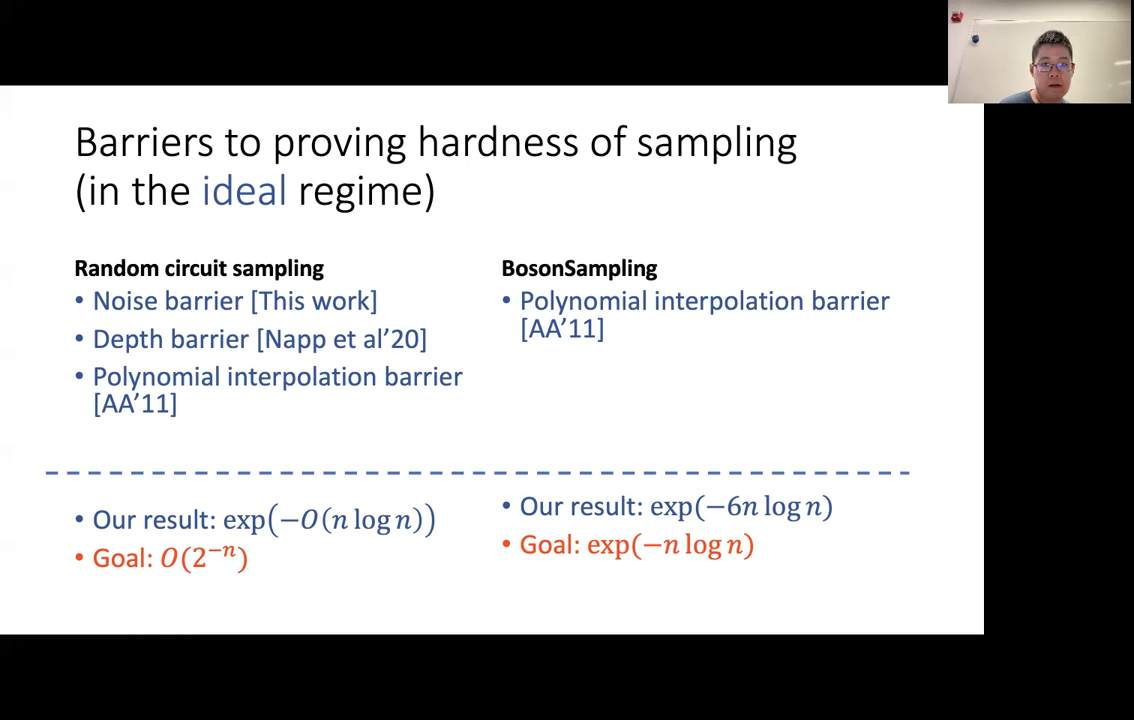 Barriers to proving hardness of sampling
(in the ideal regime)
Random circuit sampling
• Noise barrier [This work]
• Depth barrier [Napp et al’20]
• Polynomial interpolation barrier
[AA’11]
BosonSampling
• Polynomial interpolation barrier
[AA’11]
• Our result: exp(−O(n log n))
• Goal: O(2⁻ⁿ)
• Our result: exp(−6n log n)
• Goal: exp(−n log n)